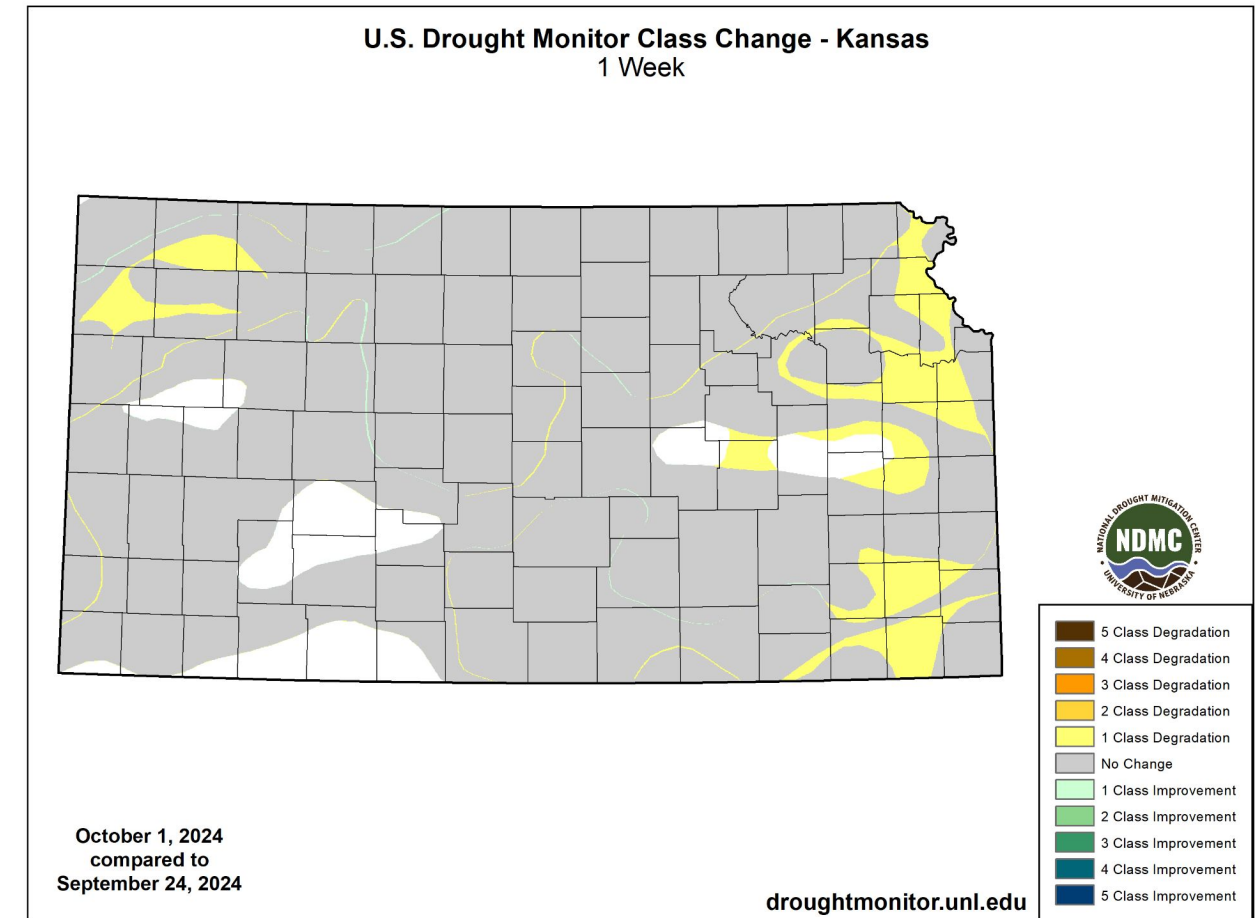 U.S. Drought Monitor Class Change - Kansas
1 Week
NATIONAL DROUGHT MITIGATION CENTER
NDMC
UNIVERSITY OF NEBRASKA
5 Class Degradation
4 Class Degradation
3 Class Degradation
2 Class Degradation
1 Class Degradation
No Change
1 Class Improvement
2 Class Improvement
3 Class Improvement
4 Class Improvement
5 Class Improvement
October 1, 2024
compared to
September 24, 2024
droughtmonitor.unl.edu